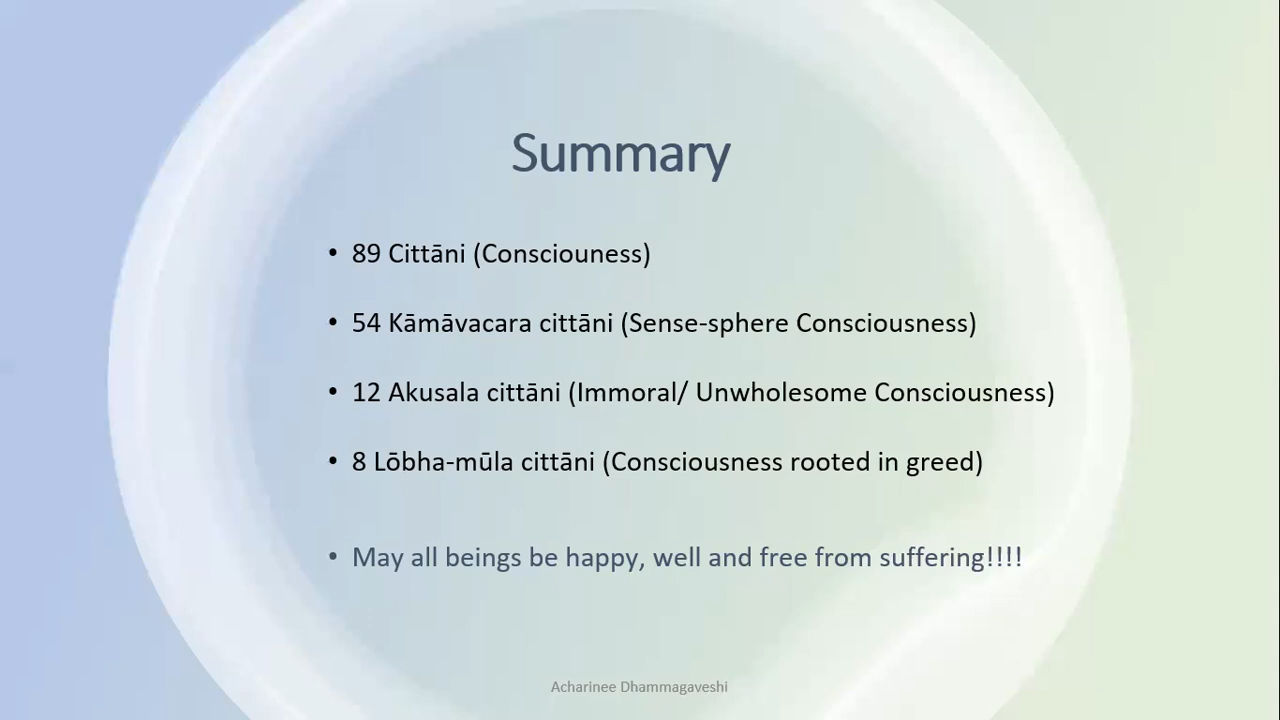 Summary
• 89 Cittāni (Consciouness)
• 54 Kāmāvacara cittāni (Sense-sphere Consciousness)
• 12 Akusala cittāni (Immoral/ Unwholesome Consciousness)
• 8 Lōbha-mūla cittāni (Consciousness rooted in greed)
• May all beings be happy, well and free from suffering!!!!
Acharinee Dhammagaveshi